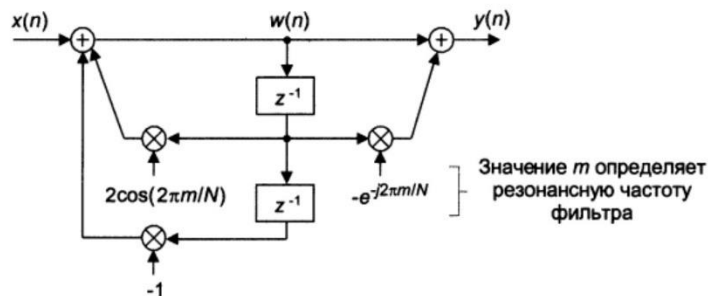 x(n)
w(n)
y(n)
+
+
z⁻¹
2cos(2πm/N)
-e^-j2πm/N
Значение m определяет
резонансную частоту
фильтра
z⁻¹
-1